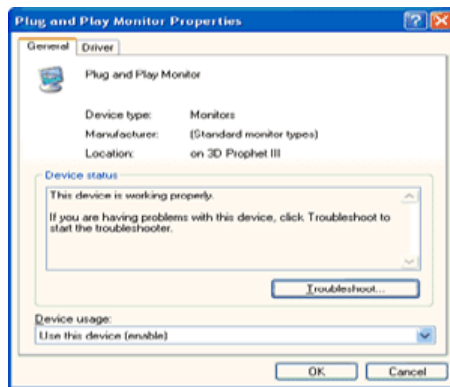 Plug and Play Monitor Properties
General Driver
Plug and Play Monitor
Device type: Monitors
Manufacturer: (Standard monitor types)
Location: on 3D Prophet III
Device status
This device is working properly.
If you are having problems with this device, click Troubleshoot to
start the troubleshooter.
Troubleshoot...
Device usage:
Use this device (enable)
OK Cancel